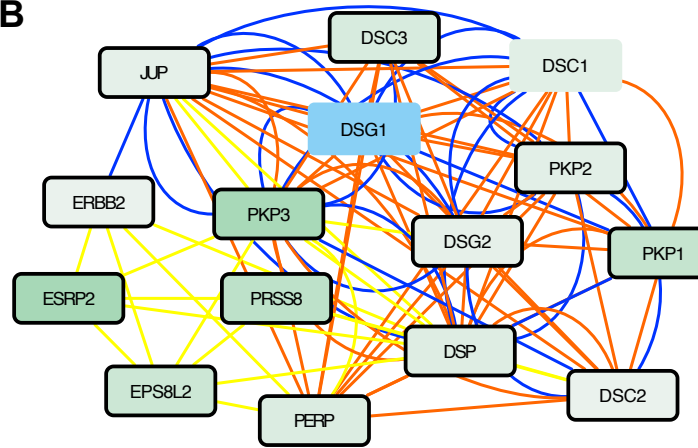 B
DSC3
JUP
DSC1
DSG1
PKP2
ERBB2
PKP3
DSG2
PKP1
ESRP2
PRSS8
DSP
EPS8L2
DSC2
PERP